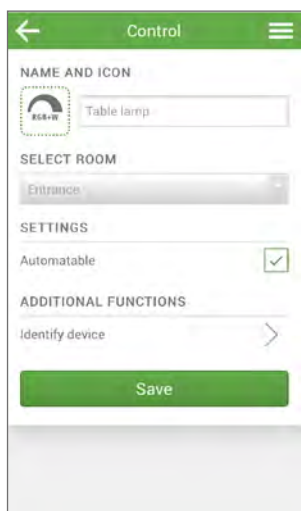 Control
NAME AND ICON
RGB+W
Table lamp
SELECT ROOM
Entrance
SETTINGS
Automatable
ADDITIONAL FUNCTIONS
Identify device
Save